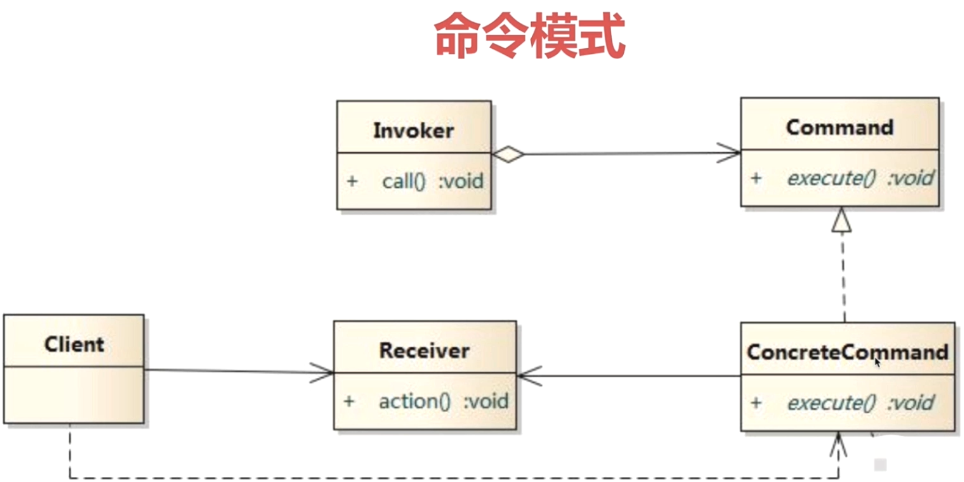 命令模式
Invoker
+ call() :void
Command
+ execute() :void
Client
Receiver
+ action() :void
ConcreteCommand
+ execute() :void